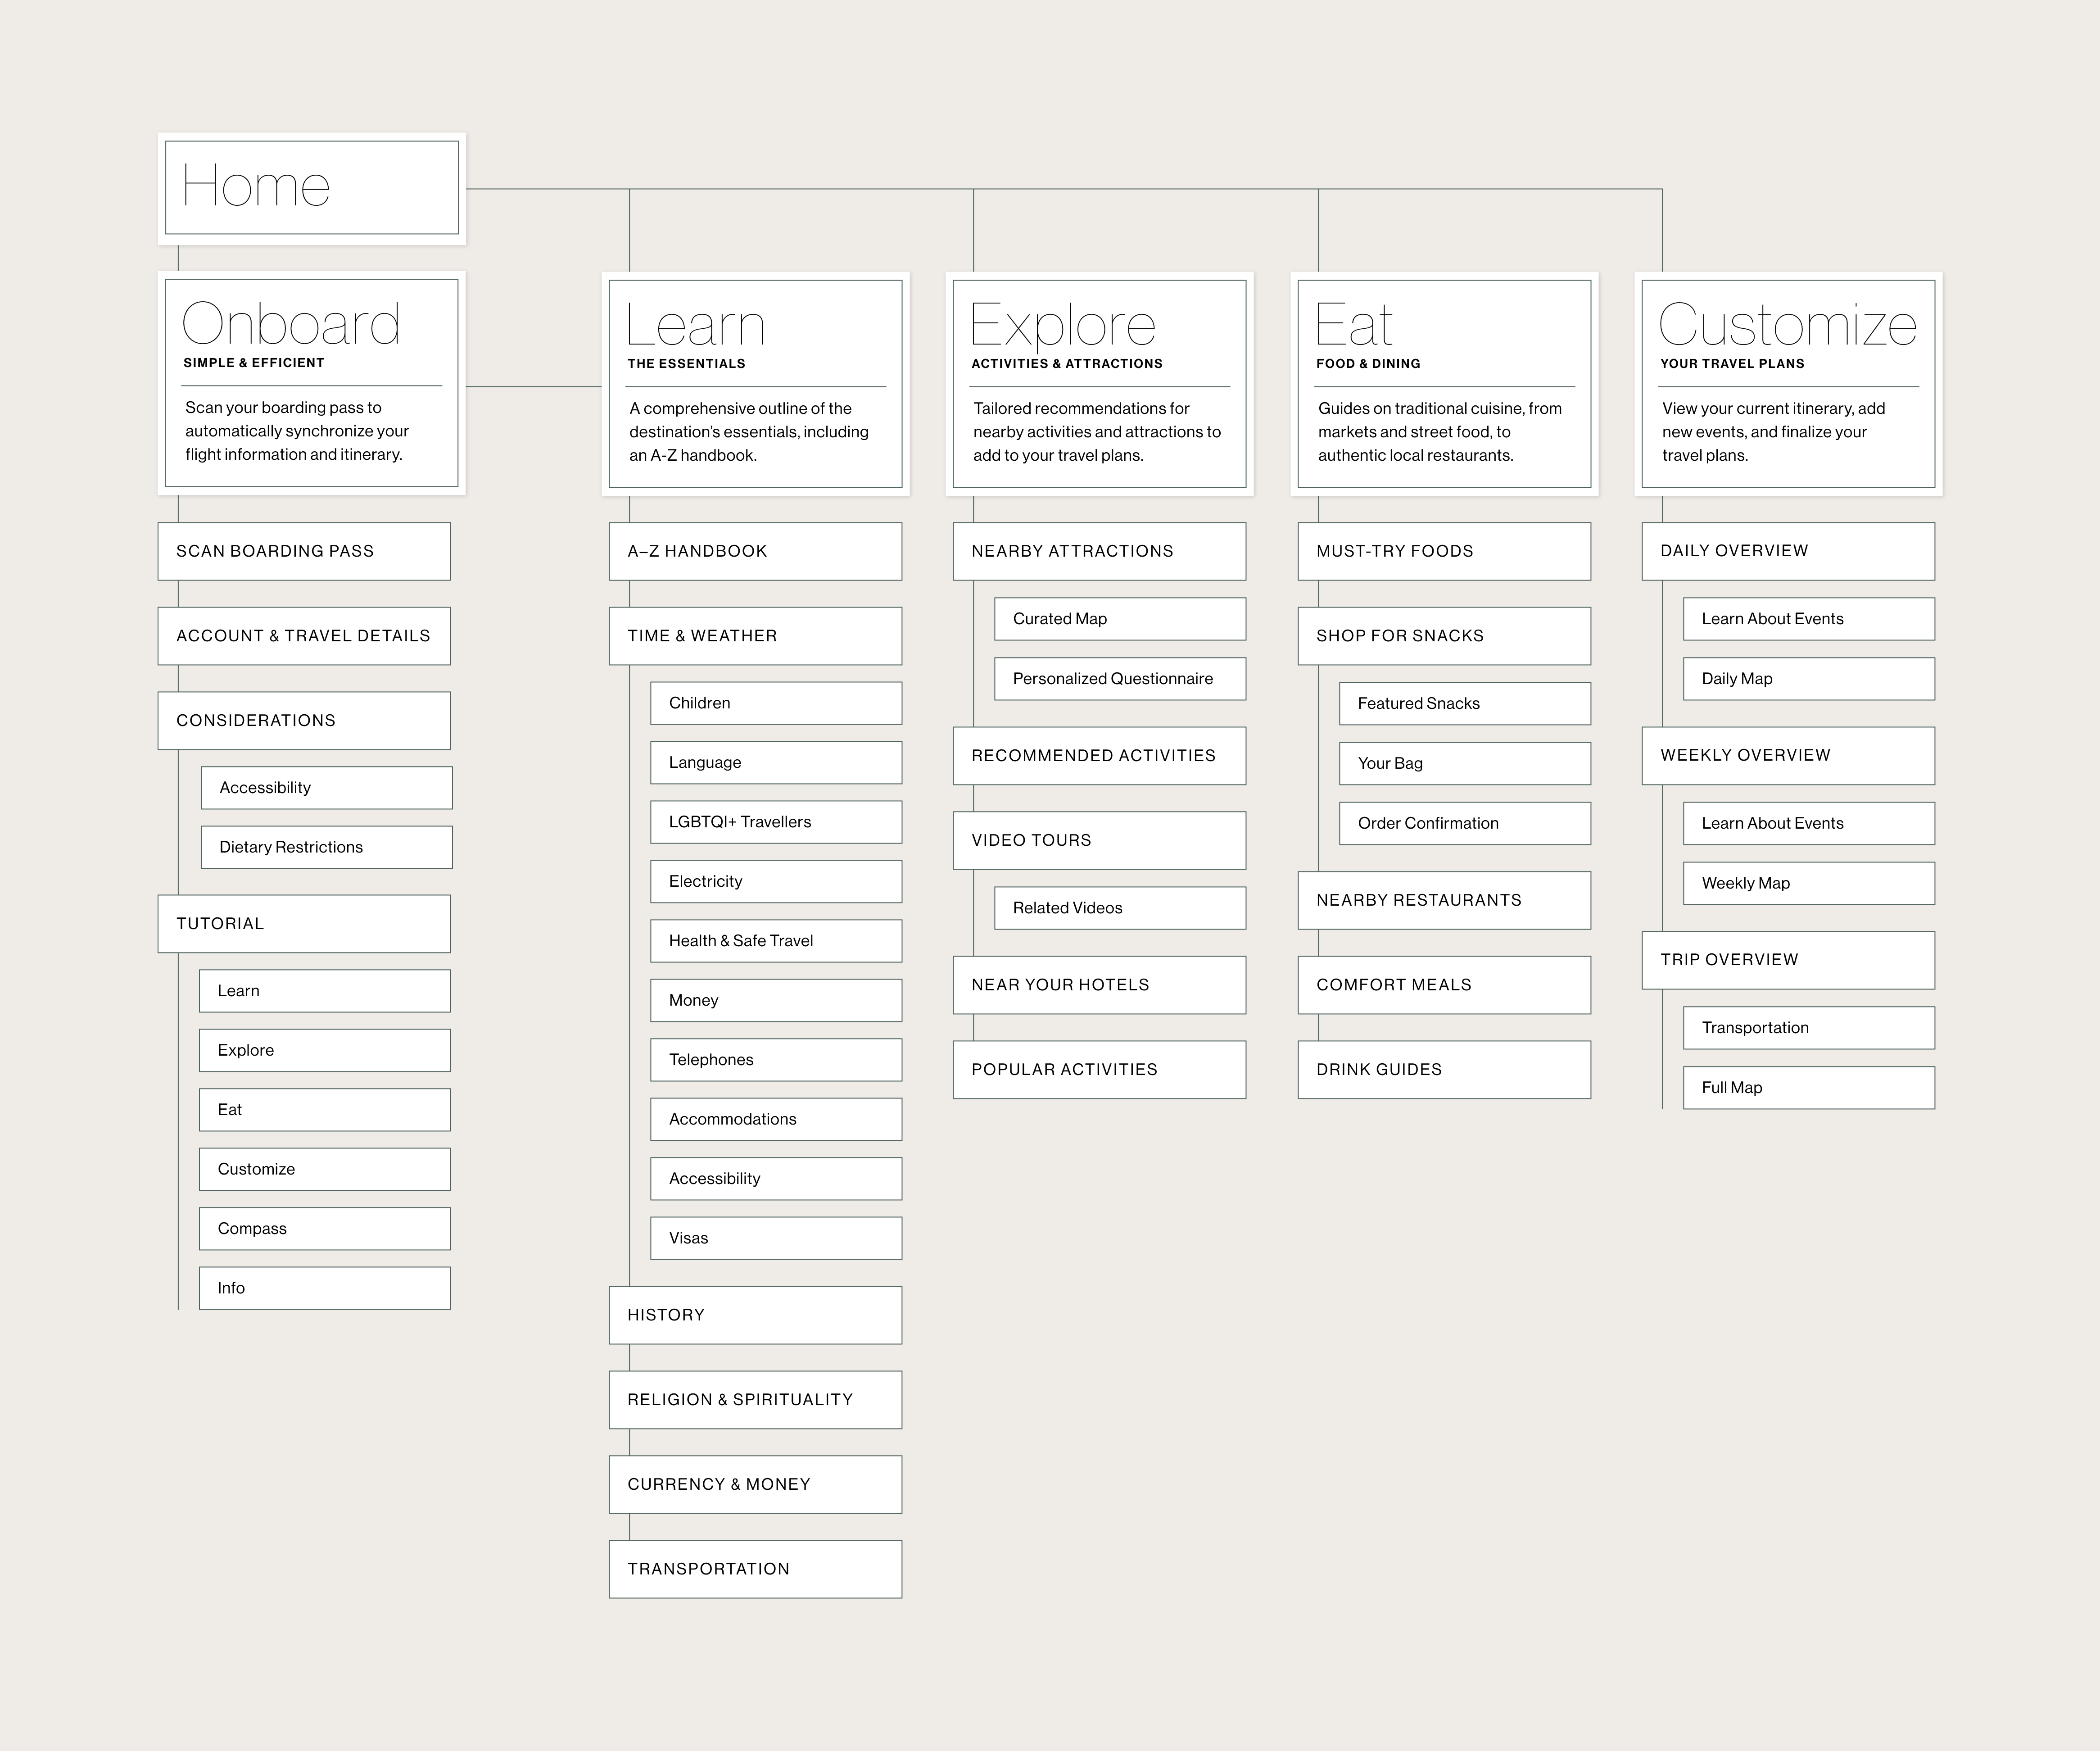 Home
Onboard
SIMPLE & EFFICIENT
Scan your boarding pass to
automatically synchronize your
flight information and itinerary.
SCAN BOARDING PASS
ACCOUNT & TRAVEL DETAILS
CONSIDERATIONS
Accessibility
Dietary Restrictions
TUTORIAL
Learn
Explore
Eat
Customize
Compass
Info
Learn
THE ESSENTIALS
A comprehensive outline of the
destination’s essentials, including
an A-Z handbook.
A–Z HANDBOOK
TIME & WEATHER
Children
Language
LGBTQI+ Travellers
Electricity
Health & Safe Travel
Money
Telephones
Accommodations
Accessibility
Visas
HISTORY
RELIGION & SPIRITUALITY
CURRENCY & MONEY
TRANSPORTATION
Explore
ACTIVITIES & ATTRACTIONS
Tailored recommendations for
nearby activities and attractions to
add to your travel plans.
NEARBY ATTRACTIONS
Curated Map
Personalized Questionnaire
RECOMMENDED ACTIVITIES
VIDEO TOURS
Related Videos
NEAR YOUR HOTELS
POPULAR ACTIVITIES
Eat
FOOD & DINING
Guides on traditional cuisine, from
markets and street food, to
authentic local restaurants.
MUST-TRY FOODS
SHOP FOR SNACKS
Featured Snacks
Your Bag
Order Confirmation
NEARBY RESTAURANTS
COMFORT MEALS
DRINK GUIDES
Customize
YOUR TRAVEL PLANS
View your current itinerary, add
new events, and finalize your
travel plans.
DAILY OVERVIEW
Learn About Events
Daily Map
WEEKLY OVERVIEW
Learn About Events
Weekly Map
TRIP OVERVIEW
Transportation
Full Map